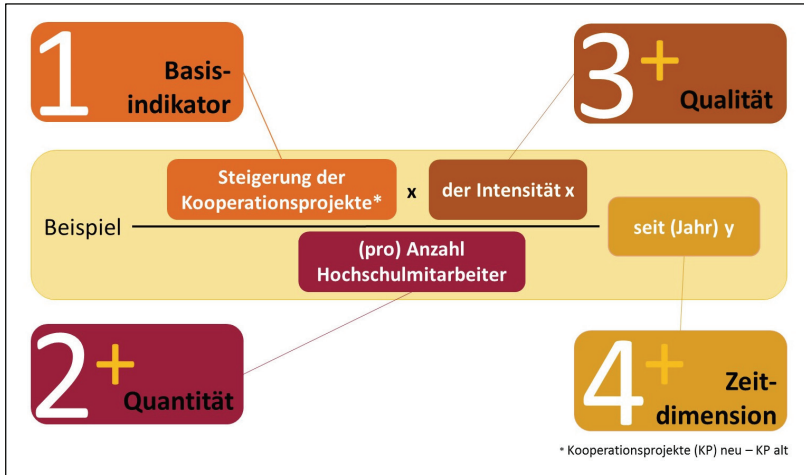 1 Basis-
indikator
3 + Qualität
Steigerung der
Kooperationsprojekte*
x
der Intensität x
Beispiel
seit (Jahr) y
(pro) Anzahl
Hochschulmitarbeiter
2 + Quantität
4 + Zeit-
dimension
* Kooperationsprojekte (KP) neu – KP alt